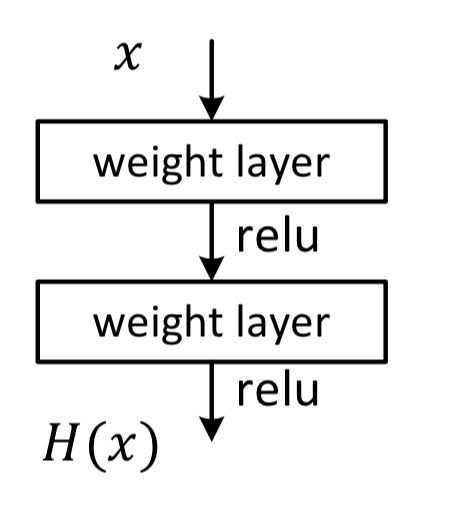 x
weight layer
relu
weight layer
relu
H(x)